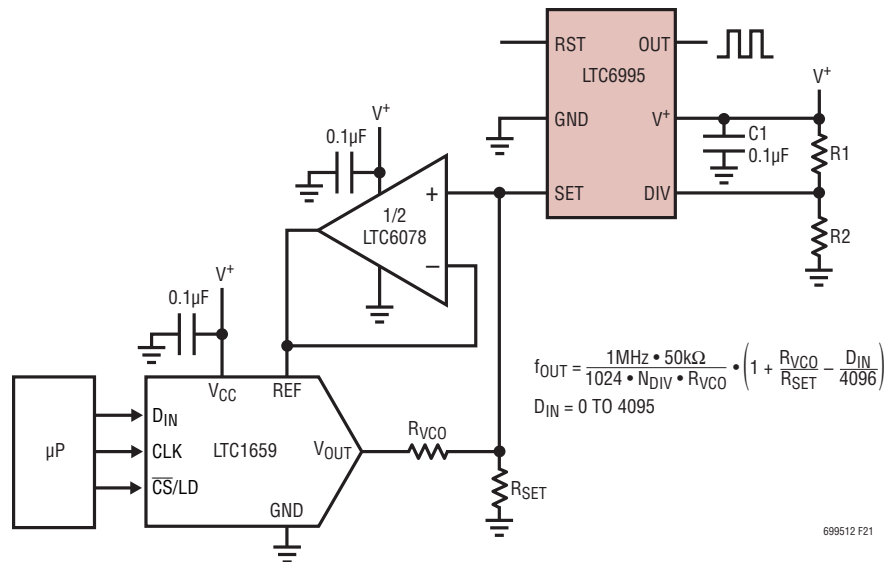 RST
OUT
LTC6995
GND
V+
SET
DIV
V+
C1
0.1µF
R1
R2
V+
0.1µF
+
1/2
LTC6078
–
V+
0.1µF
VCC
REF
µP
DIN
CLK
CS/LD
LTC1659
VOUT
GND
RVCO
RSET
fOUT = 1MHz • 50kΩ / 1024 • NDIV • RVCO • (1 + RVCO / RSET – DIN / 4096)
DIN = 0 TO 4095
699512 F21